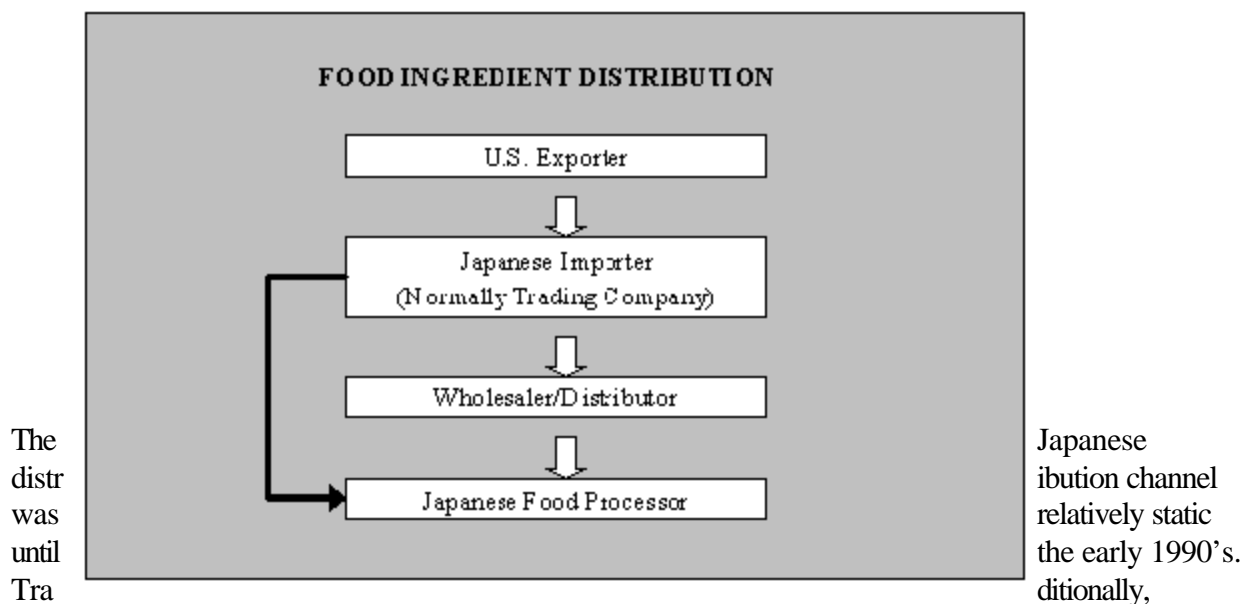 FOOD INGREDIENT DISTRIBUTION
U.S. Exporter
Japanese Importer
(Normally Trading Company)
Wholesaler/Distributor
Japanese Food Processor
The Japanese
distr ibution channel
was relatively static
until the early 1990’s.
Tra ditionally,